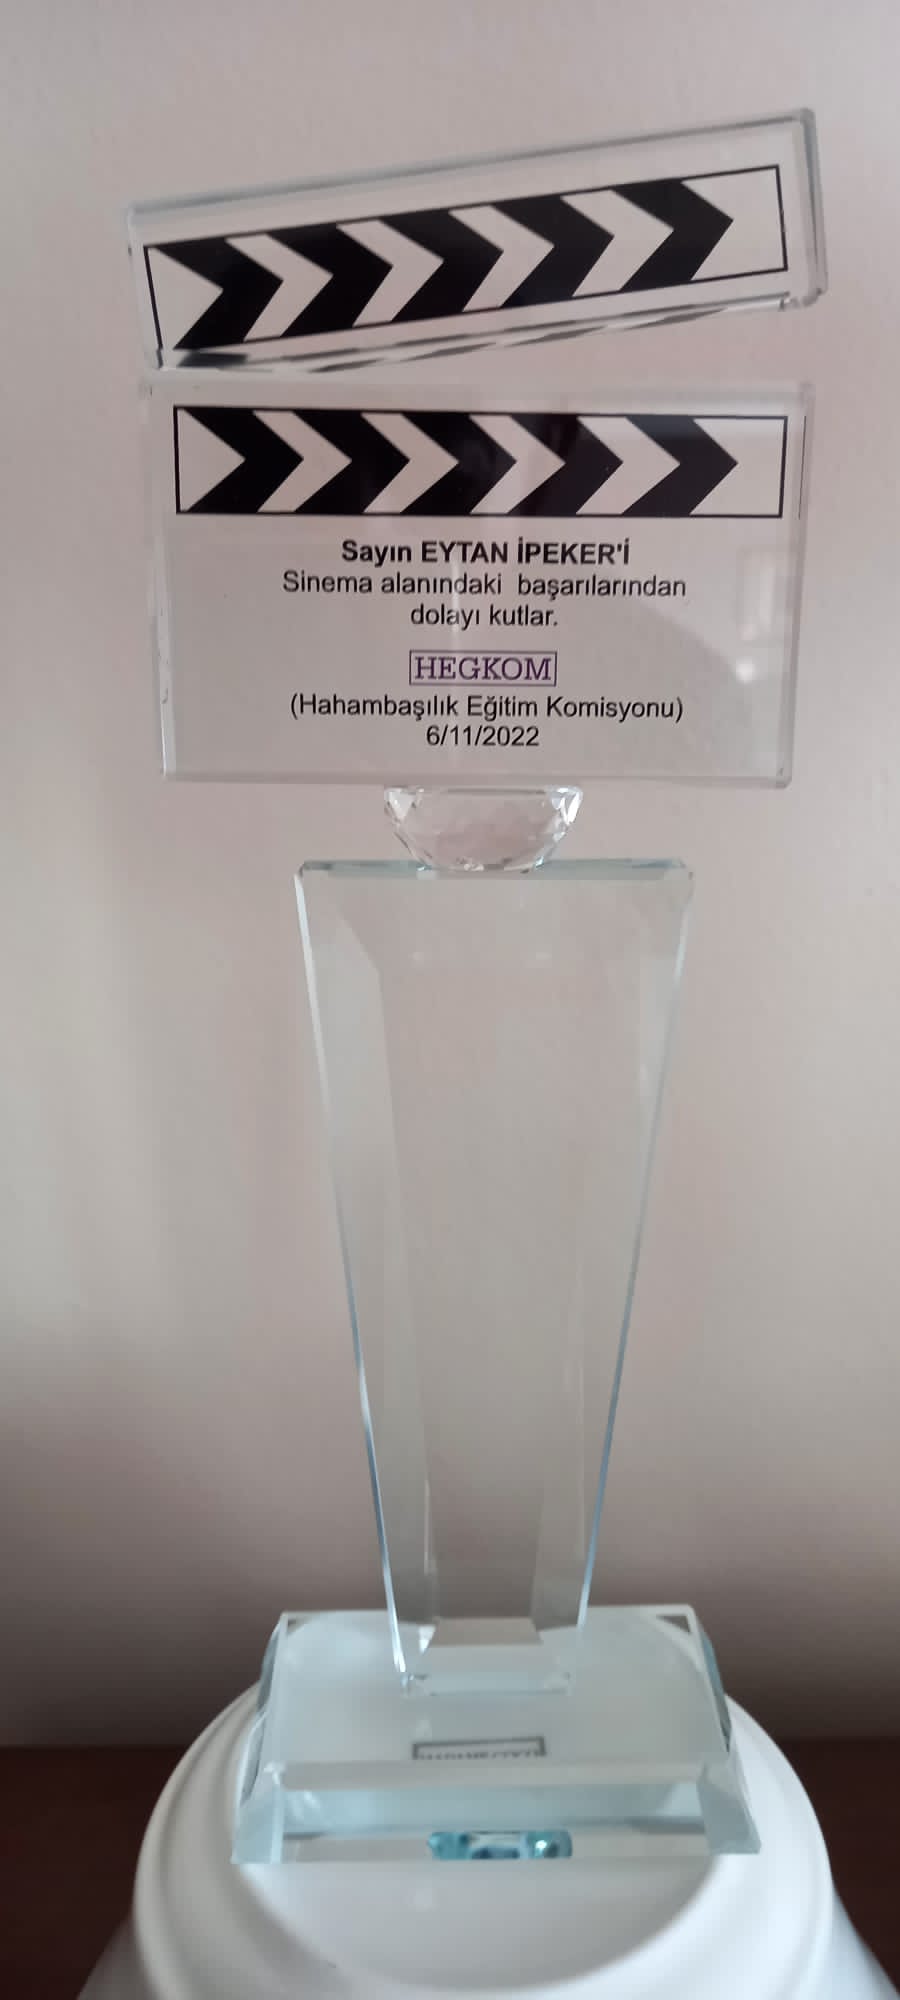 Sayın EYTAN İPEKER'İ
Sinema alanındaki başarılarından
dolayı kutlar.
HEGKOM
(Hahambaşılık Eğitim Komisyonu)
6/11/2022